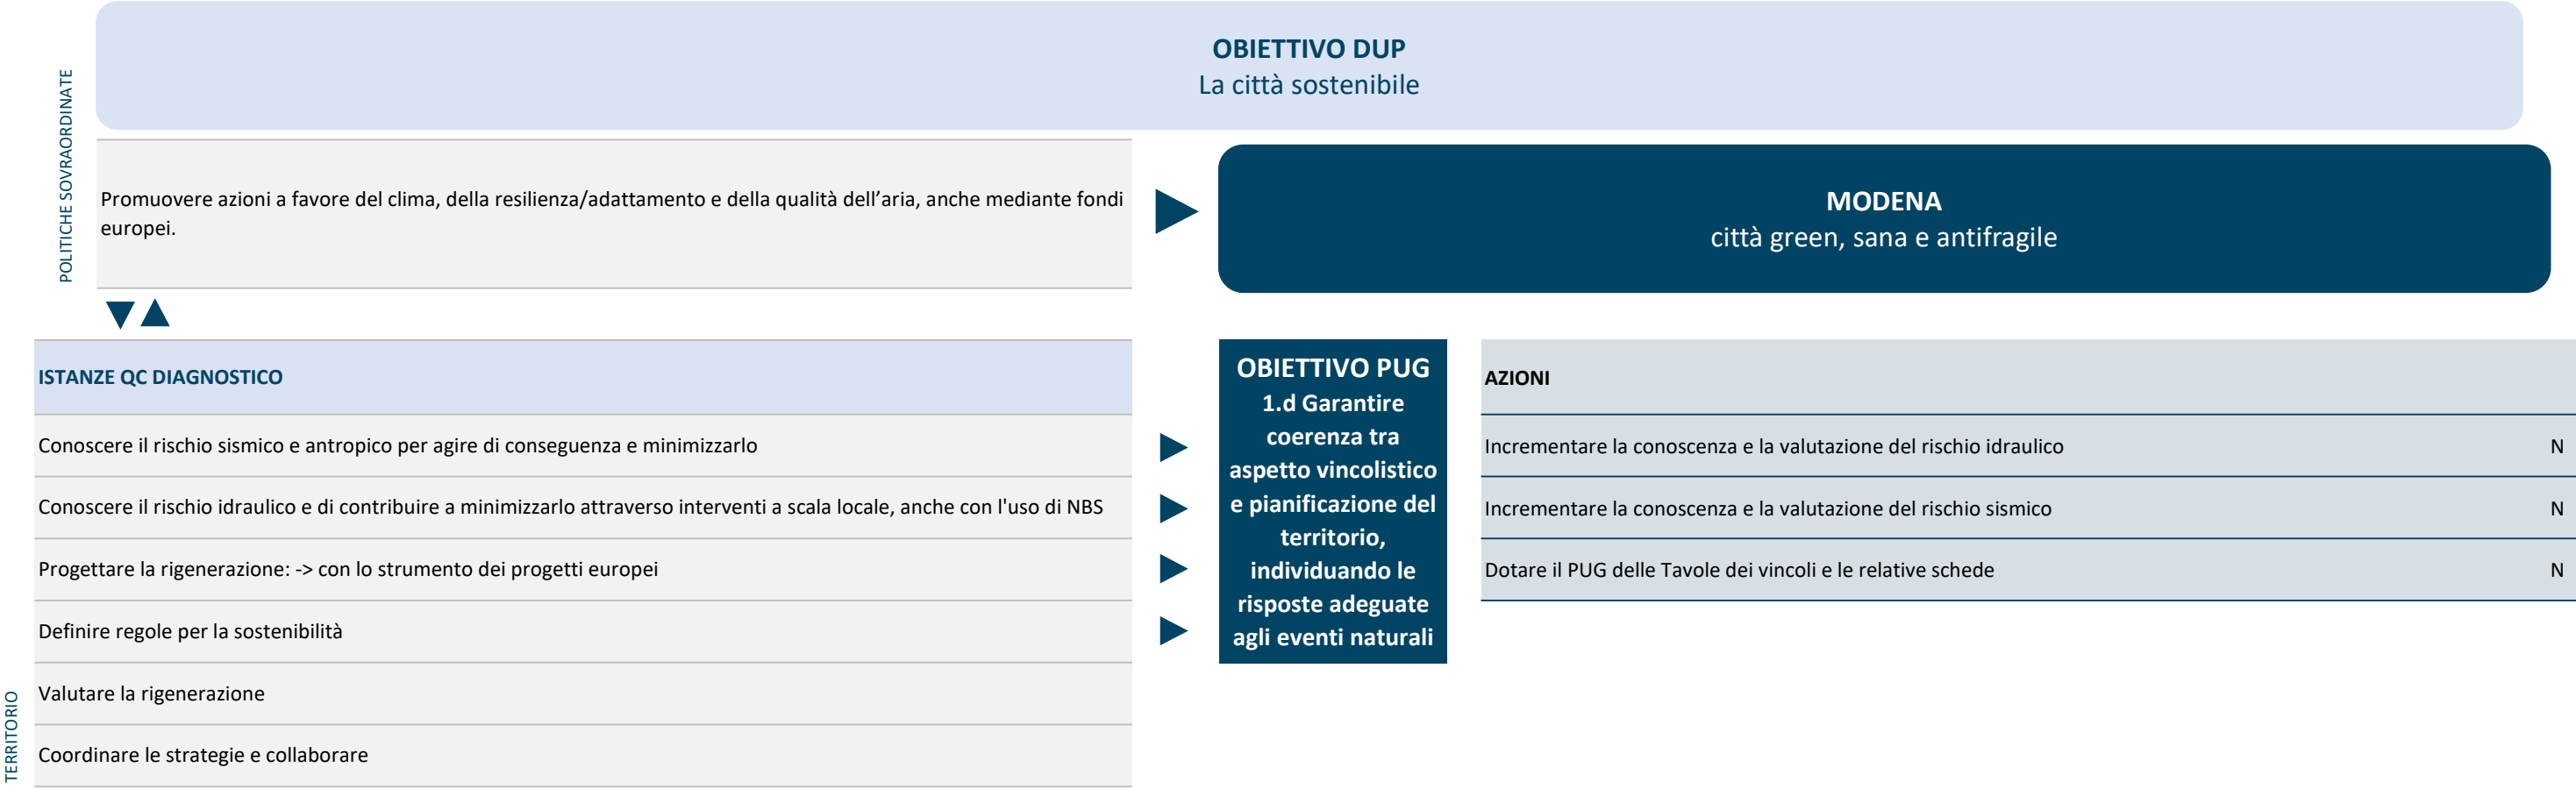 OBIETTIVO DUP
La città sostenibile
POLITICHE SOVRAORDINATE
Promuovere azioni a favore del clima, della resilienza/adattamento e della qualità dell’aria, anche mediante fondi
europei.
MODENA
città green, sana e antifragile
ISTANZE QC DIAGNOSTICO
Conoscere il rischio sismico e antropico per agire di conseguenza e minimizzarlo
Conoscere il rischio idraulico e di contribuire a minimizzarlo attraverso interventi a scala locale, anche con l'uso di NBS
Progettare la rigenerazione: -> con lo strumento dei progetti europei
Definire regole per la sostenibilità
Valutare la rigenerazione
Coordinare le strategie e collaborare
TERRITORIO
OBIETTIVO PUG
1.d Garantire
coerenza tra
aspetto vincolistico
e pianificazione del
territorio,
individuando le
risposte adeguate
agli eventi naturali
AZIONI
Incrementare la conoscenza e la valutazione del rischio idraulico N
Incrementare la conoscenza e la valutazione del rischio sismico N
Dotare il PUG delle Tavole dei vincoli e le relative schede N